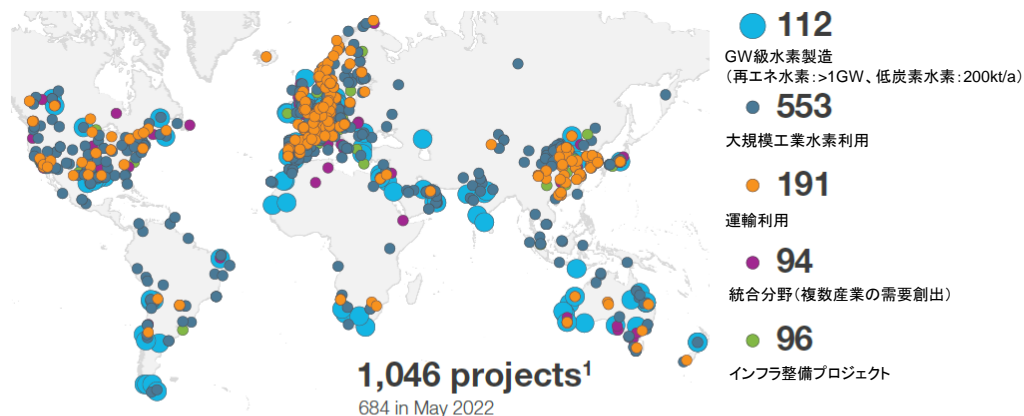 112
GW級水素製造
(再エネ水素:>1GW、低炭素水素:200kt/a)
553
大規模工業水素利用
191
運輸利用
94
統合分野(複数産業の需要創出)
96
インフラ整備プロジェクト
1,046 projects¹
684 in May 2022